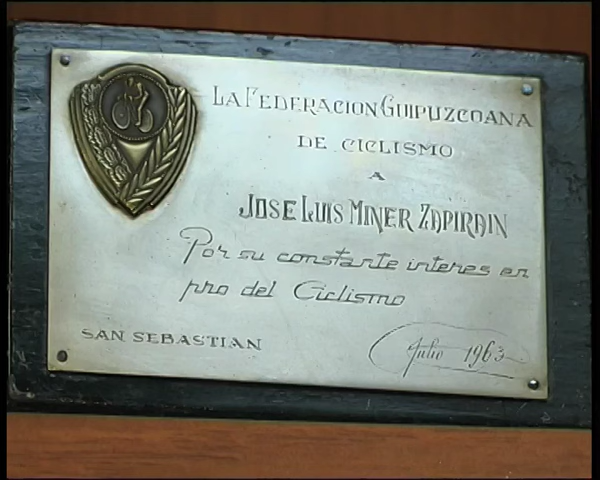 LA FEDERACION GUIPUZCOANA
DE CICLISMO
A
JOSE LUIS MINER ZAPIRAIN
Por su constante interes en
pro del Ciclismo
SAN SEBASTIAN
Julio 1963